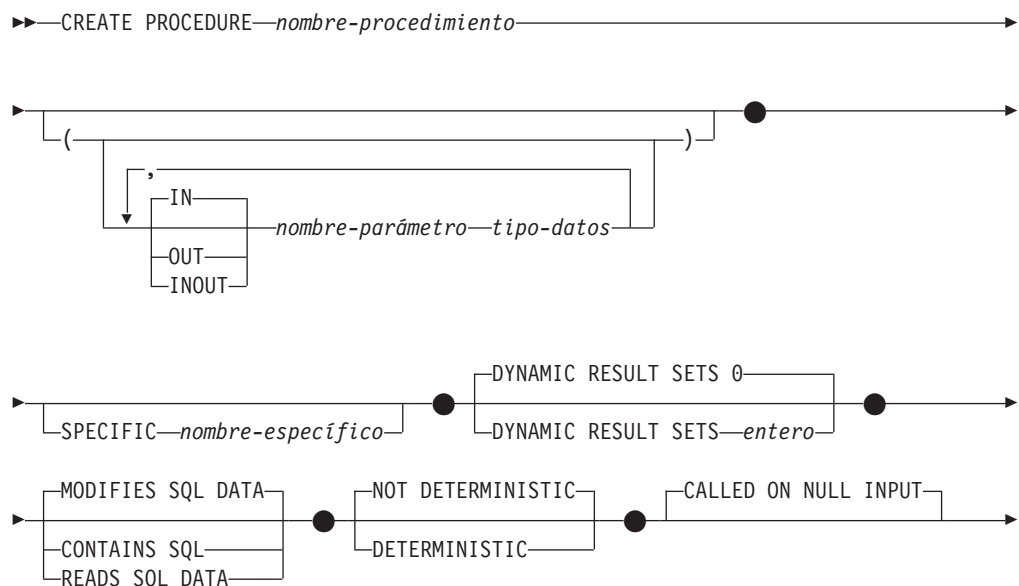 CREATE PROCEDURE nombre-procedimiento
( )
,
IN
nombre-parámetro tipo-datos
OUT
INOUT
DYNAMIC RESULT SETS 0
SPECIFIC nombre-específico DYNAMIC RESULT SETS entero
MODIFIES SQL DATA NOT DETERMINISTIC CALLED ON NULL INPUT
CONTAINS SQL DETERMINISTIC
READS SQL DATA